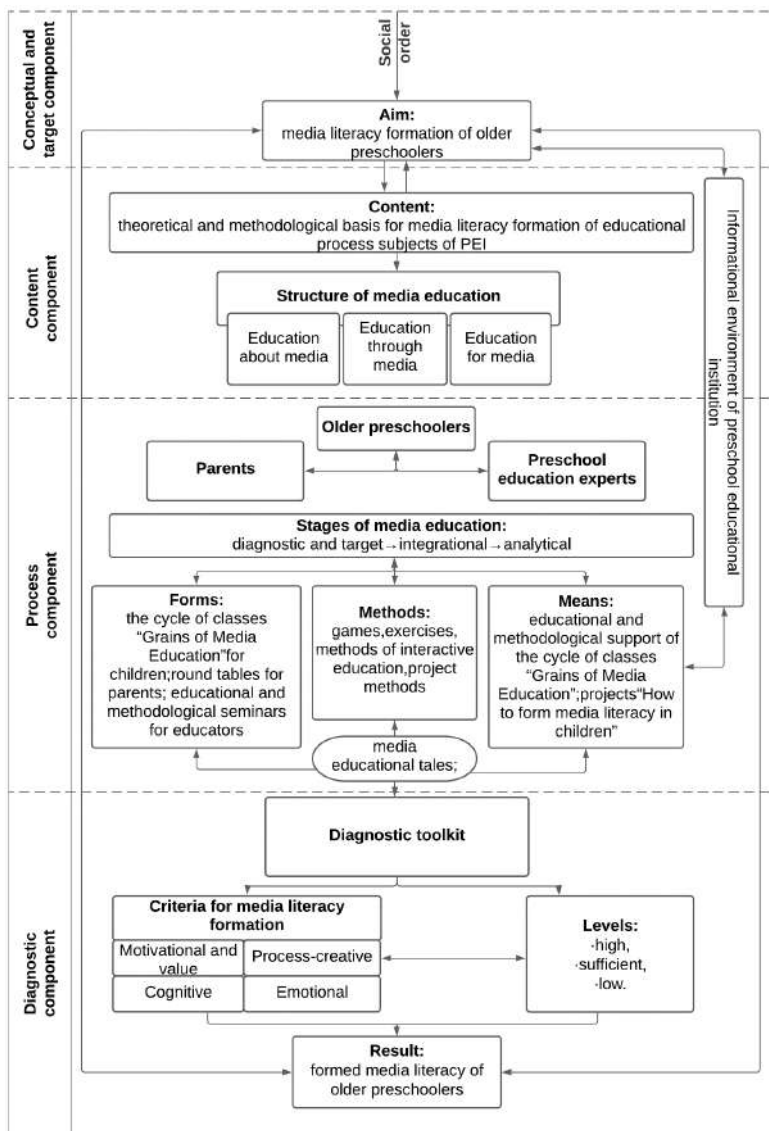 Conceptual and
target component
Social
order
Aim:
media literacy formation of older
preschoolers
Content
component
Content:
theoretical and methodological basis for media literacy formation of educational
process subjects of PEI
Structure of media education
Education
about media
Education
through
media
Education
for media
Informational environment of preschool educational
institution
Process
component
Older preschoolers
Parents
Preschool
education experts
Stages of media education:
diagnostic and target→integrational→analytical
Forms:
the cycle of classes
“Grains of Media
Education”for
children;round tables for
parents; educational and
methodological seminars
for educators
Methods:
games,exercises,
methods of interactive
education,project
methods
Means:
educational and
methodological support of
the cycle of classes
“Grains of Media
Education”;projects“How
to form media literacy in
children”
media
educational tales;
Diagnostic
component
Diagnostic toolkit
Criteria for media literacy
formation
Motivational and
value
Process-creative
Cognitive
Emotional
Levels:
·high,
·sufficient,
·low.
Result:
formed media literacy of
older preschoolers